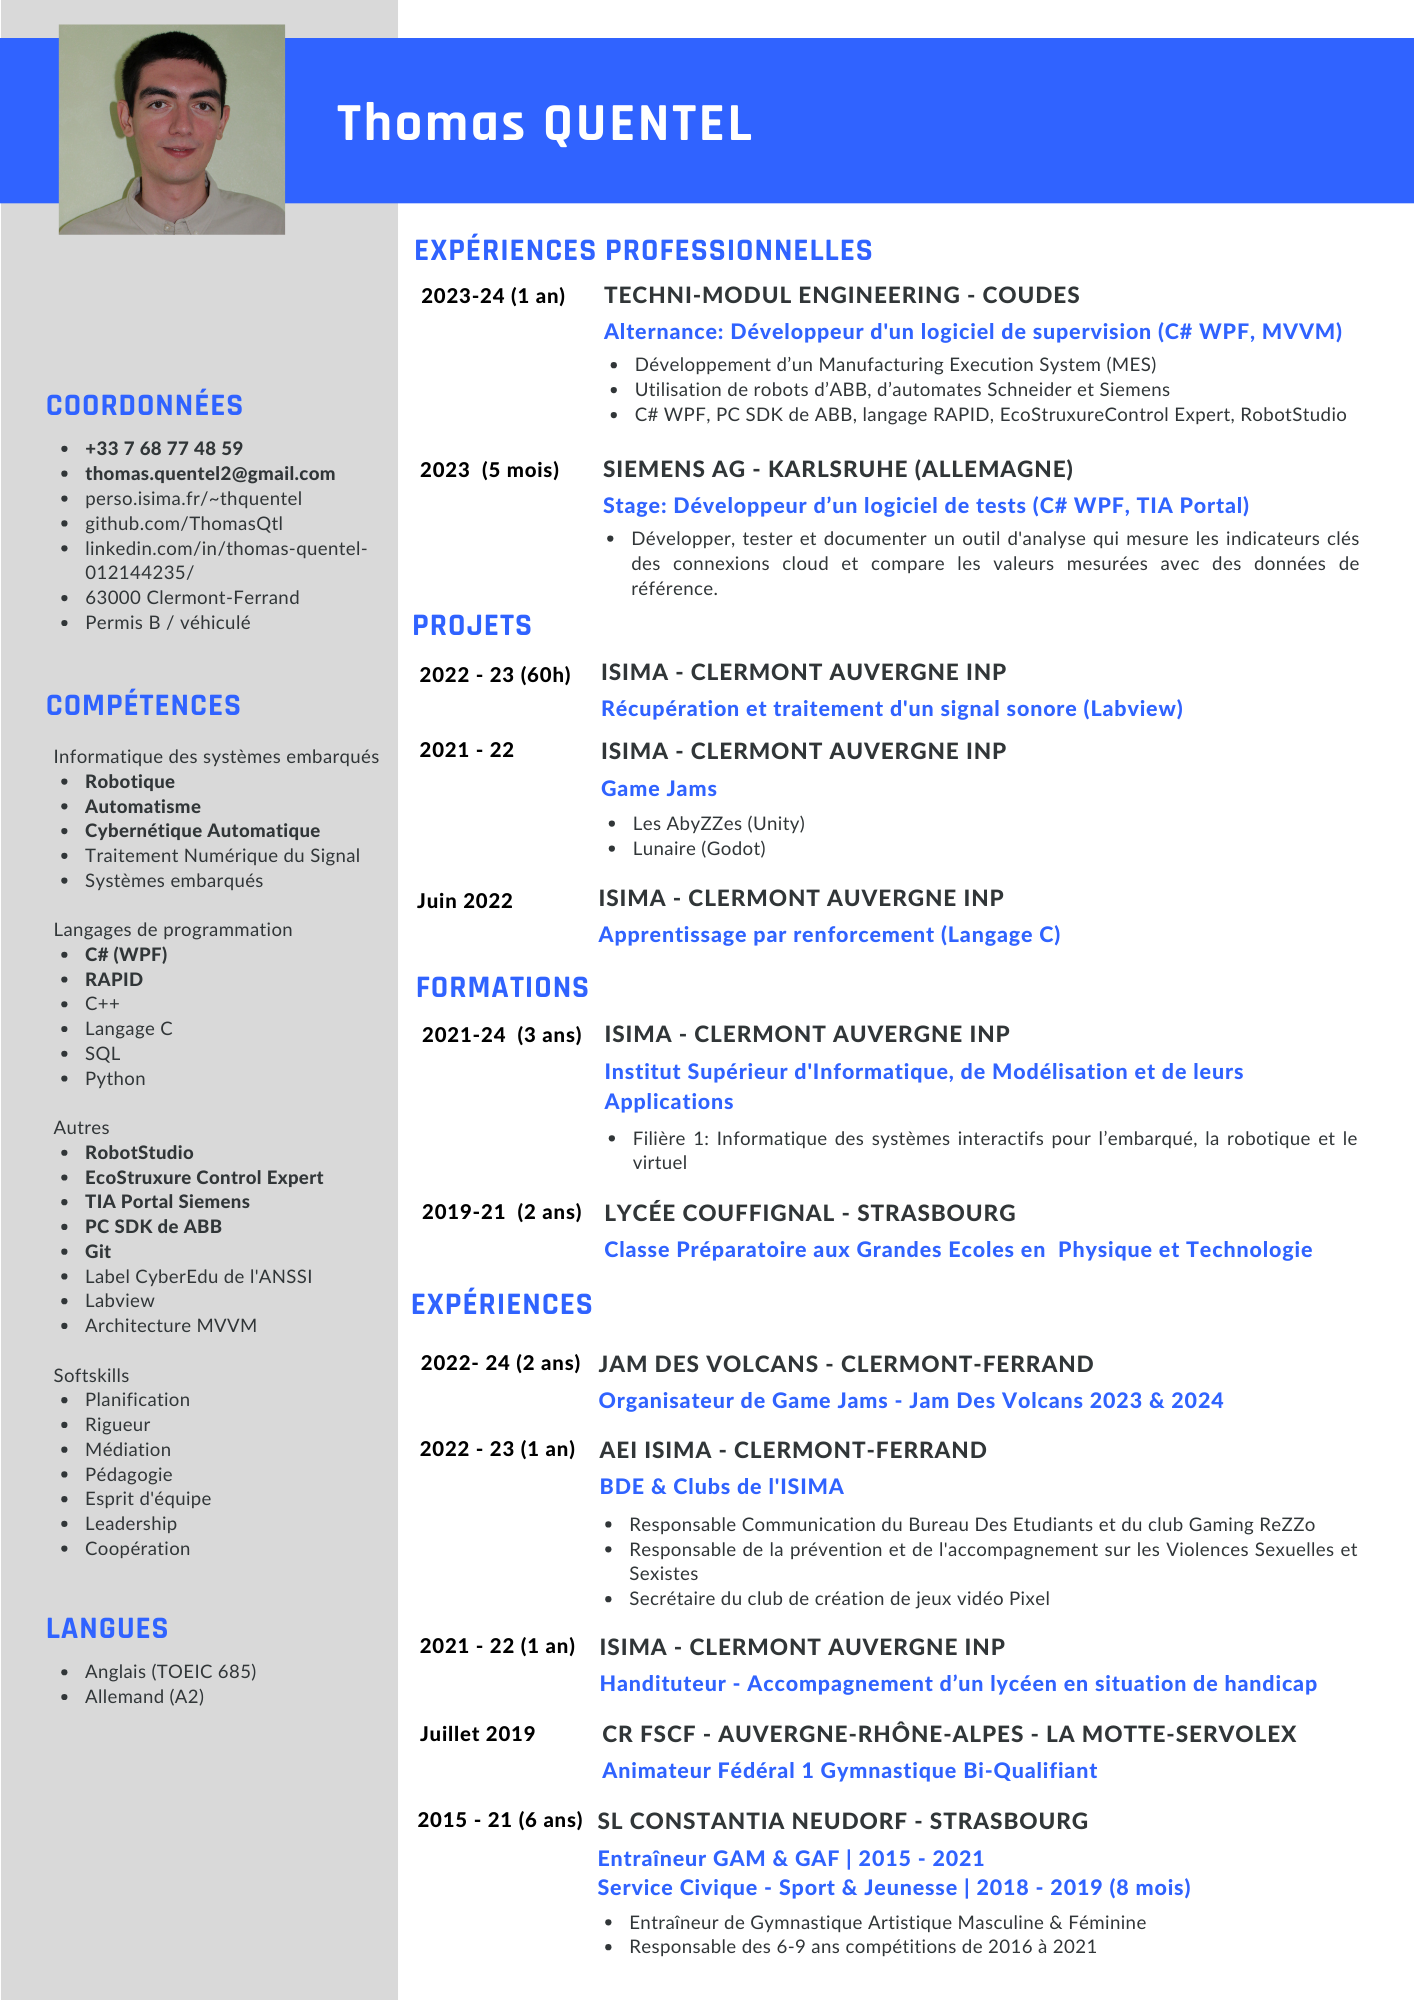 Thomas QUENTEL
COORDONNÉES
+33 7 68 77 48 59
thomas.quentel2@gmail.com
perso.isima.fr/~thquentel
github.com/ThomasQtl
linkedin.com/in/thomas-quentel-
012144235/
63000 Clermont-Ferrand
Permis B / véhiculé
COMPÉTENCES
Informatique des systèmes embarqués
Robotique
Automatisme
Cybernétique Automatique
Traitement Numérique du Signal
Systèmes embarqués
Langages de programmation
C# (WPF)
RAPID
C++
Langage C
SQL
Python
Autres
RobotStudio
EcoStruxure Control Expert
TIA Portal Siemens
PC SDK de ABB
Git
Label CyberEdu de l'ANSSI
Labview
Architecture MVVM
Softskills
Planification
Rigueur
Médiation
Pédagogie
Esprit d'équipe
Leadership
Coopération
LANGUES
Anglais (TOEIC 685)
Allemand (A2)
EXPÉRIENCES PROFESSIONNELLES
2023-24 (1 an) TECHNI-MODUL ENGINEERING - COUDES
Alternance: Développeur d'un logiciel de supervision (C# WPF, MVVM)
Développement d’un Manufacturing Execution System (MES)
Utilisation de robots d’ABB, d’automates Schneider et Siemens
C# WPF, PC SDK de ABB, langage RAPID, EcoStruxureControl Expert, RobotStudio
2023 (5 mois) SIEMENS AG - KARLSRUHE (ALLEMAGNE)
Stage: Développeur d’un logiciel de tests (C# WPF, TIA Portal)
Développer, tester et documenter un outil d'analyse qui mesure les indicateurs clés
des connexions cloud et compare les valeurs mesurées avec des données de
référence.
PROJETS
2022 - 23 (60h) ISIMA - CLERMONT AUVERGNE INP
Récupération et traitement d'un signal sonore (Labview)
2021 - 22 ISIMA - CLERMONT AUVERGNE INP
Game Jams
Les AbyZZes (Unity)
Lunaire (Godot)
Juin 2022 ISIMA - CLERMONT AUVERGNE INP
Apprentissage par renforcement (Langage C)
FORMATIONS
2021-24 (3 ans) ISIMA - CLERMONT AUVERGNE INP
Institut Supérieur d'Informatique, de Modélisation et de leurs
Applications
Filière 1: Informatique des systèmes interactifs pour l’embarqué, la robotique et le
virtuel
2019-21 (2 ans) LYCÉE COUFFIGNAL - STRASBOURG
Classe Préparatoire aux Grandes Ecoles en Physique et Technologie
EXPÉRIENCES
2022- 24 (2 ans) JAM DES VOLCANS - CLERMONT-FERRAND
Organisateur de Game Jams - Jam Des Volcans 2023 & 2024
2022 - 23 (1 an) AEI ISIMA - CLERMONT-FERRAND
BDE & Clubs de l'ISIMA
Responsable Communication du Bureau Des Etudiants et du club Gaming ReZZo
Responsable de la prévention et de l'accompagnement sur les Violences Sexuelles et
Sexistes
Secrétaire du club de création de jeux vidéo Pixel
2021 - 22 (1 an) ISIMA - CLERMONT AUVERGNE INP
Handituteur - Accompagnement d’un lycéen en situation de handicap
Juillet 2019 CR FSCF - AUVERGNE-RHÔNE-ALPES - LA MOTTE-SERVOLEX
Animateur Fédéral 1 Gymnastique Bi-Qualifiant
2015 - 21 (6 ans) SL CONSTANTIA NEUDORF - STRASBOURG
Entraîneur GAM & GAF | 2015 - 2021
Service Civique - Sport & Jeunesse | 2018 - 2019 (8 mois)
Entraîneur de Gymnastique Artistique Masculine & Féminine
Responsable des 6-9 ans compétitions de 2016 à 2021